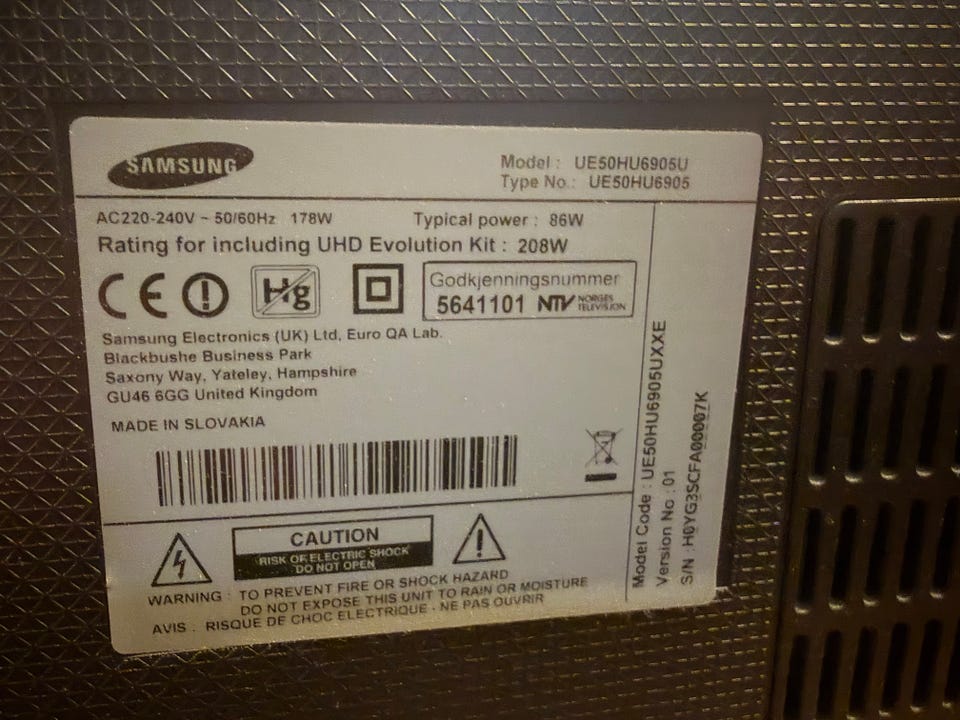 SAMSUNG
Model : UE50HU6905U
Type No. : UE50HU6905
AC220-240V ~ 50/60Hz 178W
Typical power : 86W
Rating for including UHD Evolution Kit : 208W
CE
Hg
Godkjenningsnummer
5641101 NTV NORGES TELEVISJON
Samsung Electronics (UK) Ltd, Euro QA Lab.
Blackbushe Business Park
Saxony Way, Yateley, Hampshire
GU46 6GG United Kingdom
MADE IN SLOVAKIA
CAUTION
RISK OF ELECTRIC SHOCK
DO NOT OPEN
WARNING : TO PREVENT FIRE OR SHOCK HAZARD
DO NOT EXPOSE THIS UNIT TO RAIN OR MOISTURE
AVIS : RISQUE DE CHOC ELECTRIQUE - NE PAS OUVRIR
Model Code : UE50HU6905UXXE
Version No : 01